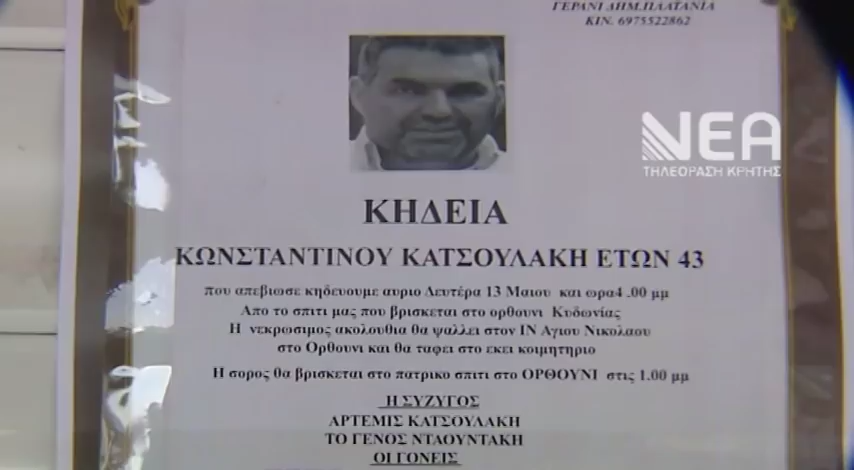 ΓΕΡΑΝΙ ΔΗΜ.ΠΛΑΤΑΝΙΑ
ΚΙΝ. 6975522862
ΝΕΑ
ΤΗΛΕΟΡΑΣΗ ΚΡΗΤΗΣ
ΚΗΔΕΙΑ
ΚΩΝΣΤΑΝΤΙΝΟΥ ΚΑΤΣΟΥΛΑΚΗ ΕΤΩΝ 43
που απεβιωσε κηδευουμε αυριο Δευτέρα 13 Μαιου και ωρα4 .00 μμ
Απο το σπιτι μας που βρισκεται στο ορθουνι Κυδωνίας
Η νεκρωσιμος ακολουθια θα ψαλλει στον ΙΝ Αγιου Νικολαου
στο Ορθουνι και θα ταφει στο εκει κοιμητηριο
Η σορος θα βρισκεται στο πατρικο σπιτι στο ΟΡΘΟΥΝΙ στις 1.00 μμ
Η ΣΥΖΥΓΟΣ
ΑΡΤΕΜΙΣ ΚΑΤΣΟΥΛΑΚΗ
ΤΟ ΓΕΝΟΣ ΝΤΑΟΥΝΤΑΚΗ
ΟΙ ΓΟΝΕΙΣ